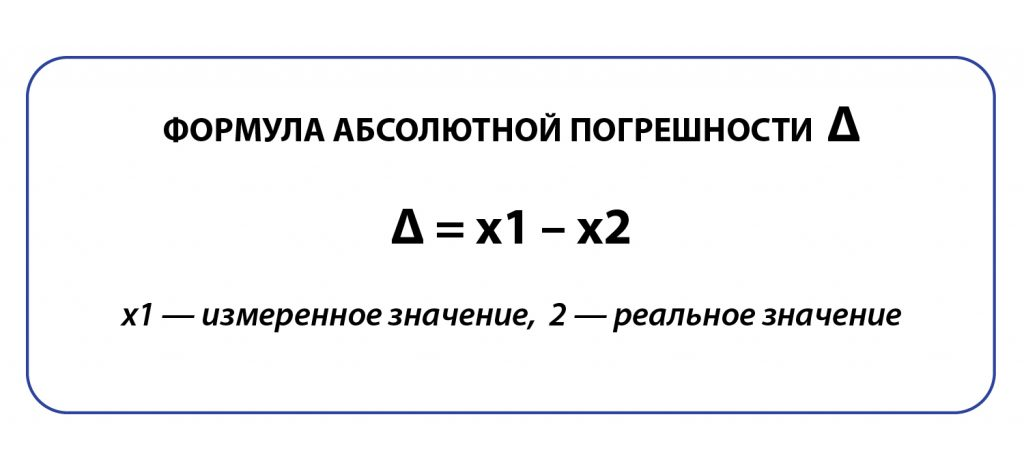 ФОРМУЛА АБСОЛЮТНОЙ ПОГРЕШНОСТИ Δ
Δ = x1 – x2
x1 — измеренное значение, 2 — реальное значение